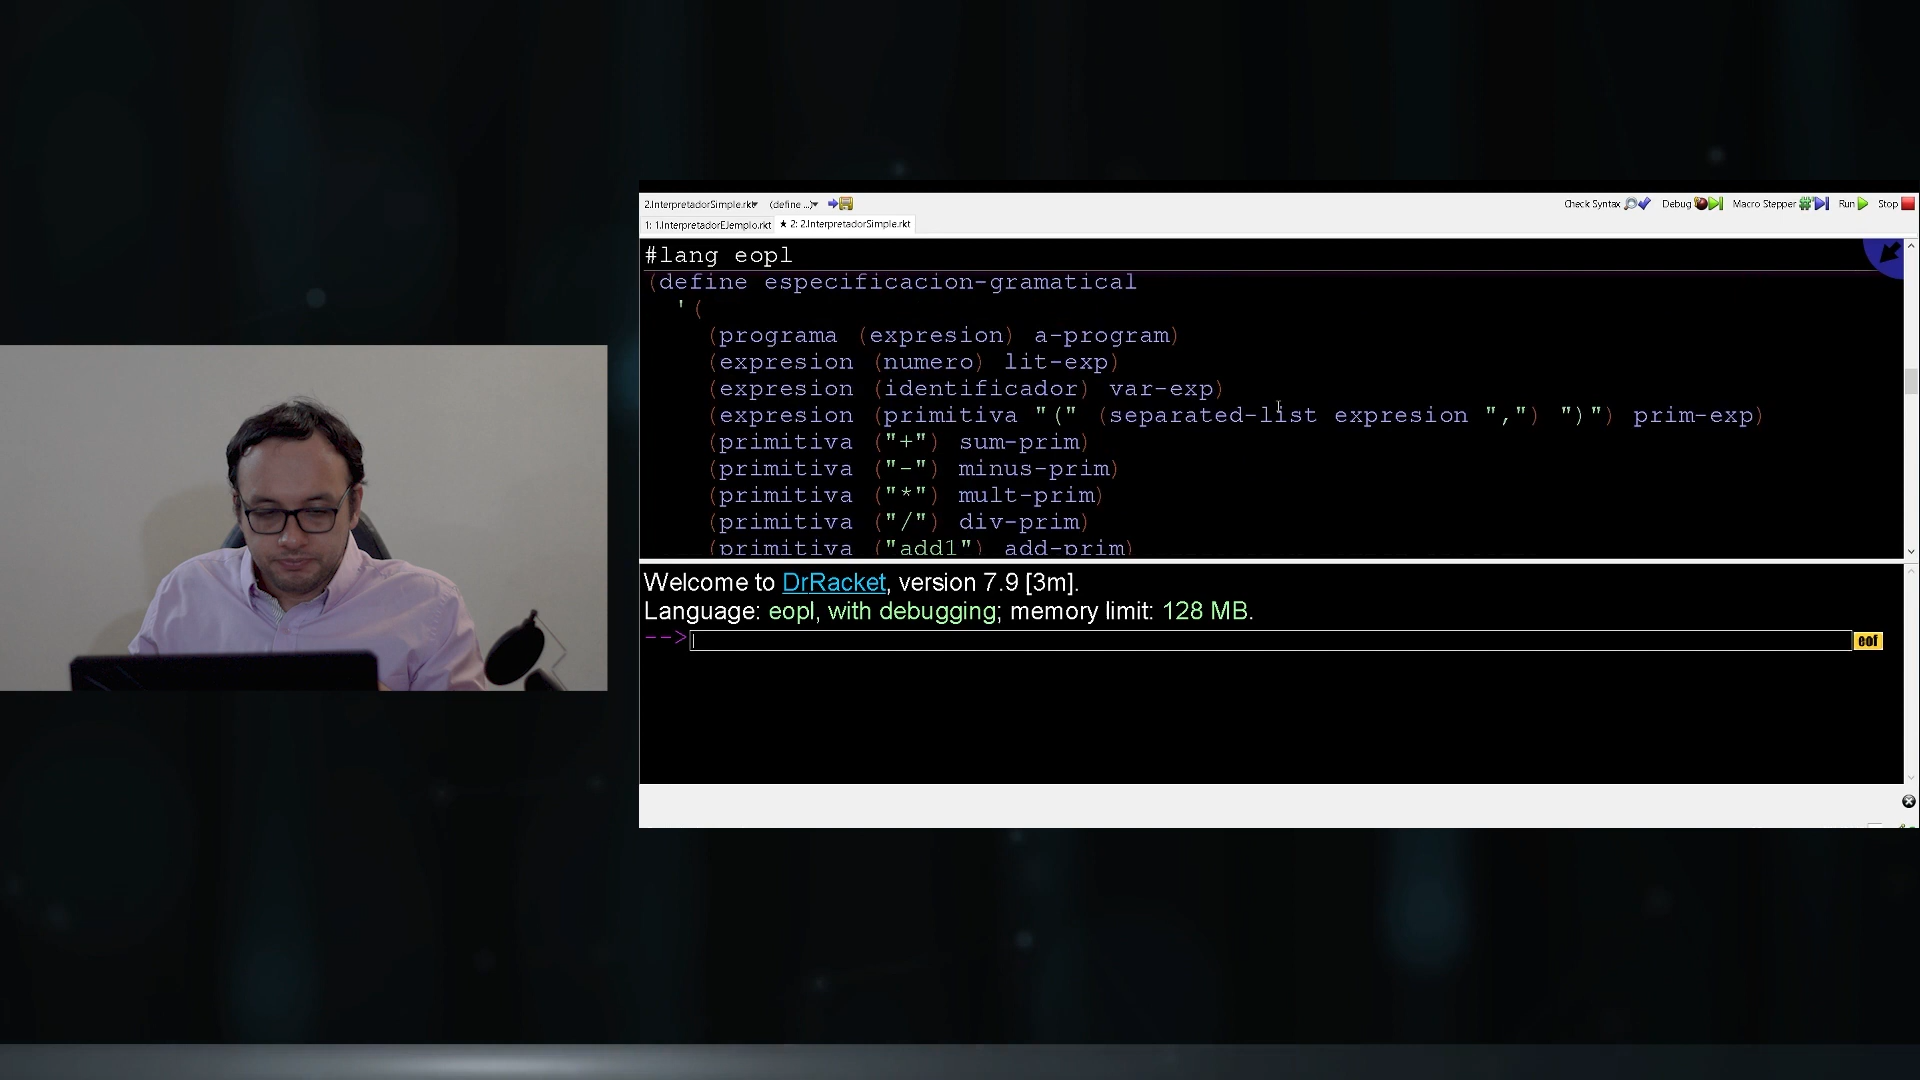 2.InterpretadorSimple.rkt (define ...)
Check Syntax Debug Macro Stepper Run Stop
1: 1.InterpretadorEJemplo.rkt ★ 2: 2.InterpretadorSimple.rkt
#lang eopl
(define especificacion-gramatical
'(
(programa (expresion) a-program)
(expresion (numero) lit-exp)
(expresion (identificador) var-exp)
(expresion (primitiva "(" (separated-list expresion ",") ")") prim-exp)
(primitiva ("+") sum-prim)
(primitiva ("-") minus-prim)
(primitiva ("*") mult-prim)
(primitiva ("/") div-prim)
(primitiva ("add1") add-prim)
Welcome to DrRacket, version 7.9 [3m].
Language: eopl, with debugging; memory limit: 128 MB.
-->
eof